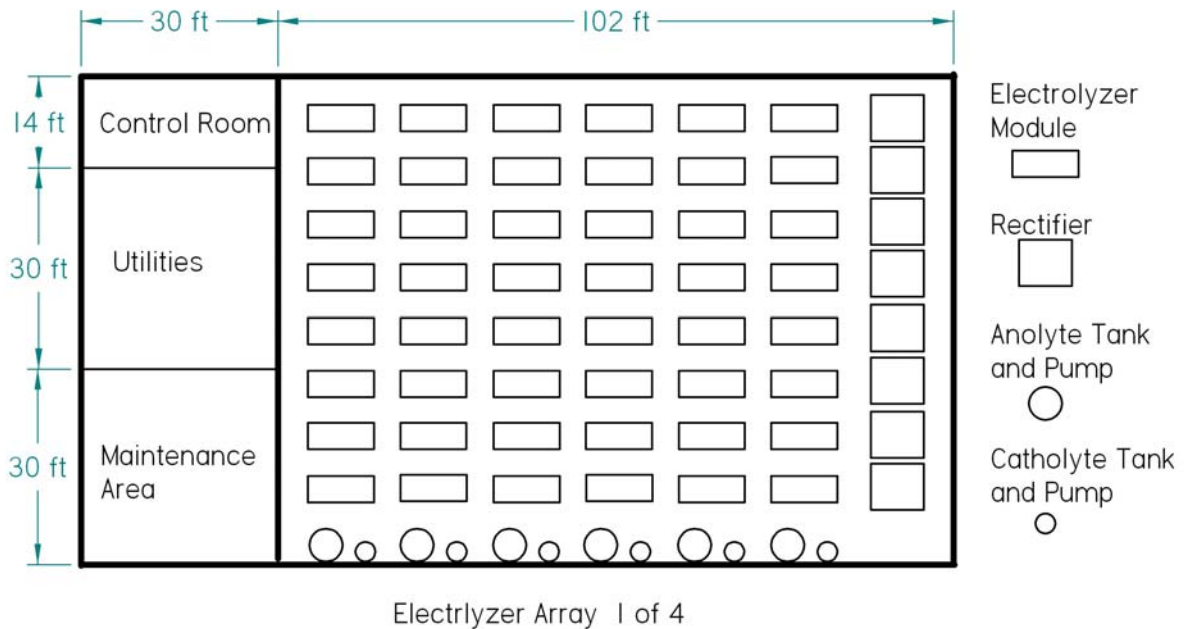 30 ft
102 ft
14 ft
Control Room
30 ft
Utilities
30 ft
Maintenance
Area
Electrolyzer
Module
Rectifier
Anolyte Tank
and Pump
Catholyte Tank
and Pump
Electrlyzer Array 1 of 4